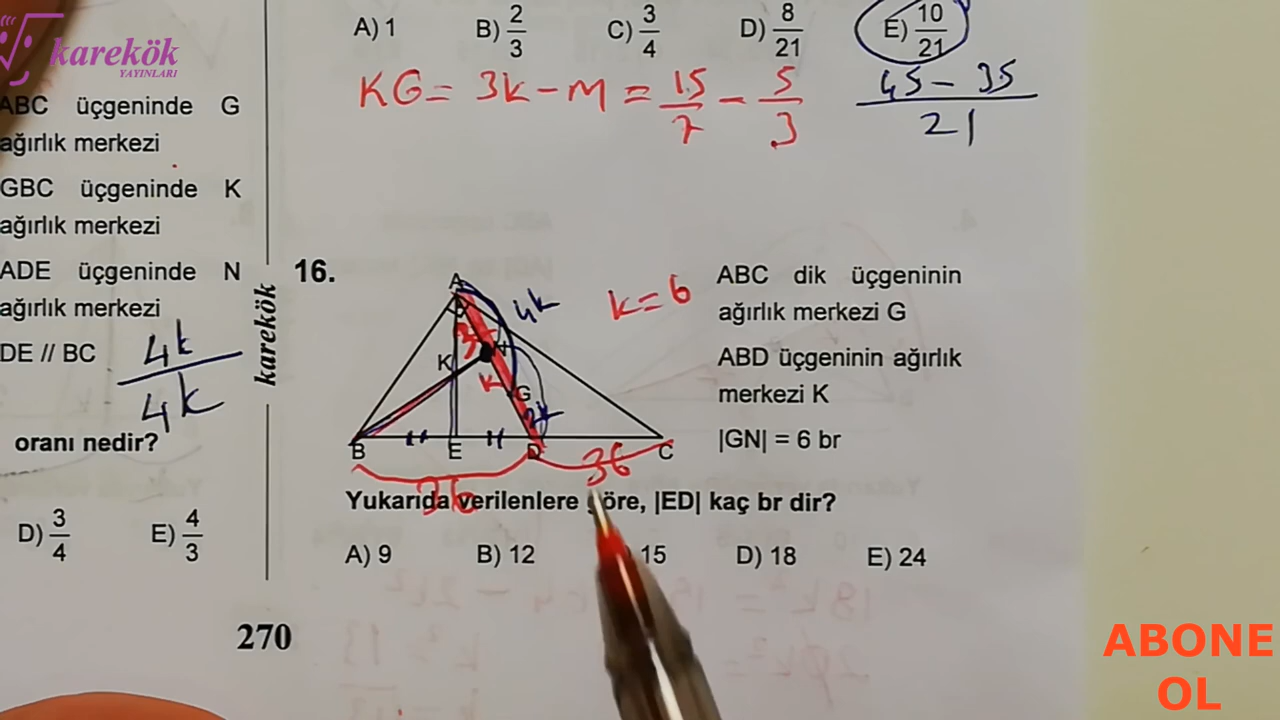 karekök
YAYINLARI
ABC üçgeninde G
ağırlık merkezi
GBC üçgeninde K
ağırlık merkezi
ADE üçgeninde N
ağırlık merkezi
DE // BC
4k
4k
oranı nedir?
D) 3/4 E) 4/3
karekök
270
A) 1 B) 2/3 C) 3/4 D) 8/21 E) 10/21
KG = 3k - m = 15/7 - 5/3
45 - 35
21
16.
A
4k
k = 6
K
k
G
2k
B E D C
36
36
ABC dik üçgeninin
ağırlık merkezi G
ABD üçgeninin ağırlık
merkezi K
|GN| = 6 br
Yukarıda verilenlere göre, |ED| kaç br dir?
A) 9 B) 12 15 D) 18 E) 24
ABONE
OL